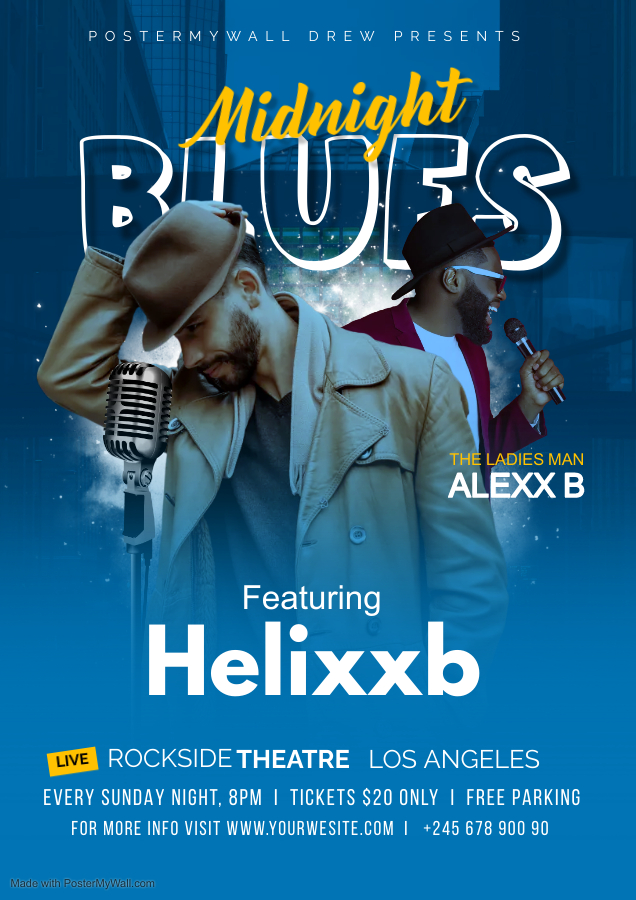 POSTERMYWALL DREW PRESENTS
Midnight
BLUES
THE LADIES MAN
ALEXX B
Featuring
Helixxb
LIVE ROCKSIDE THEATRE LOS ANGELES
EVERY SUNDAY NIGHT, 8PM I TICKETS $20 ONLY I FREE PARKING
FOR MORE INFO VISIT WWW.YOURWESITE.COM I +245 678 900 90
Made with PosterMyWall.com